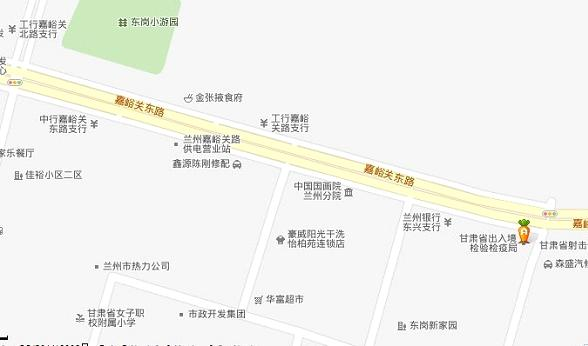 工行嘉峪关
北路支行
东岗小游园
嘉峪关东路
金张掖食府
中行嘉峪关
东路支行
工行嘉峪
关路支行
兰州嘉峪关路
供电营业站
鑫源陈刚修配
家乐餐厅
佳裕小区二区
嘉峪关东路
中国国画院
兰州分院
兰州银行
东兴支行
嘉
豪威阳光干洗
怡柏苑连锁店
甘肃省出入境
检验检疫局
甘肃省射击
森盛汽修
兰州市热力公司
华富超市
甘肃省女子职
校附属小学
市政开发集团
东岗新家园